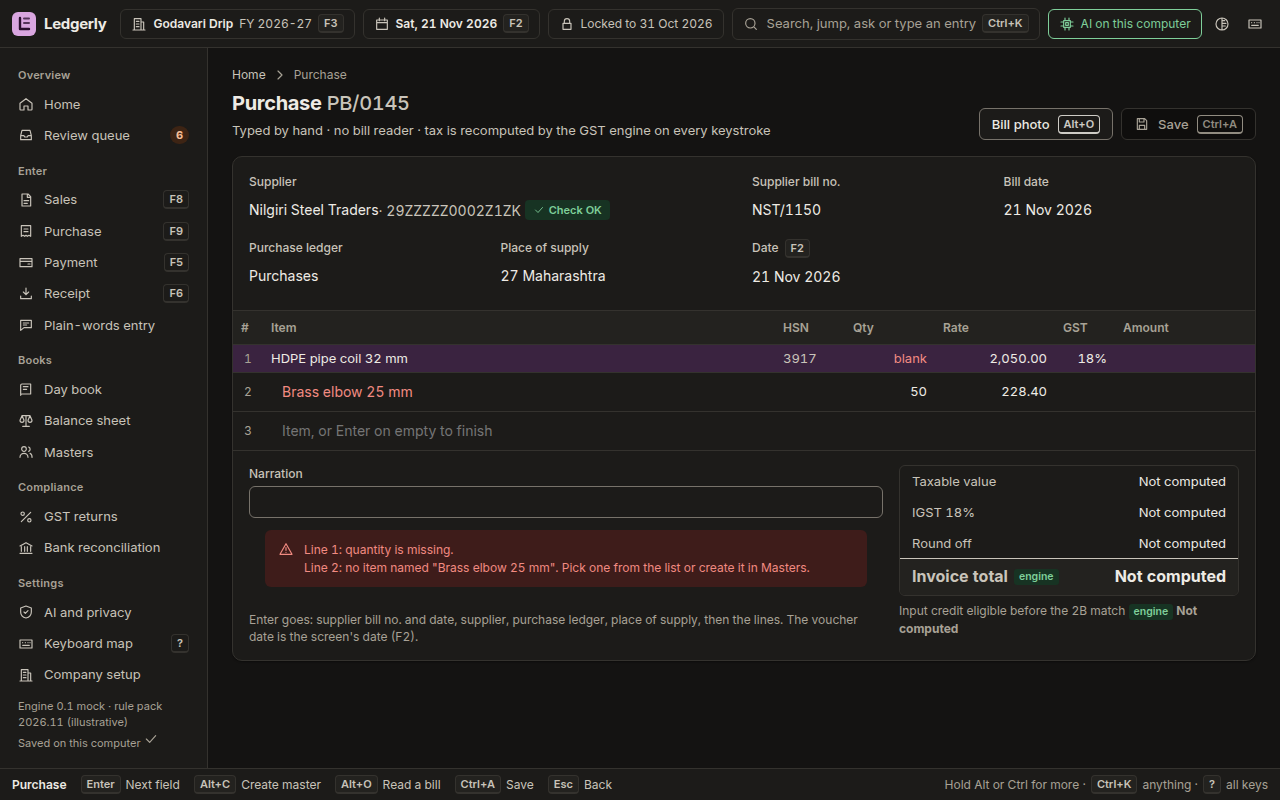 Ledgerly
Godavari Drip FY 2026-27 F3
Sat, 21 Nov 2026 F2
Locked to 31 Oct 2026
Search, jump, ask or type an entry Ctrl+K
AI on this computer
Overview
Home
Review queue 6
Enter
Sales F8
Purchase F9
Payment F5
Receipt F6
Plain-words entry
Books
Day book
Balance sheet
Masters
Compliance
GST returns
Bank reconciliation
Settings
AI and privacy
Keyboard map ?
Company setup
Engine 0.1 mock · rule pack
2026.11 (illustrative)
Saved on this computer
Home > Purchase
Purchase PB/0145
Typed by hand · no bill reader · tax is recomputed by the GST engine on every keystroke
Bill photo Alt+O
Save Ctrl+A
Supplier Supplier bill no. Bill date
Nilgiri Steel Traders · 29ZZZZZ0002Z1ZK Check OK NST/1150 21 Nov 2026
Purchase ledger Place of supply Date F2
Purchases 27 Maharashtra 21 Nov 2026
# Item HSN Qty Rate GST Amount
1 HDPE pipe coil 32 mm 3917 blank 2,050.00 18%
2 Brass elbow 25 mm 50 228.40
3 Item, or Enter on empty to finish
Narration
Line 1: quantity is missing.
Line 2: no item named "Brass elbow 25 mm". Pick one from the list or create it in Masters.
Enter goes: supplier bill no. and date, supplier, purchase ledger, place of supply, then the lines. The voucher
date is the screen's date (F2).
Taxable value Not computed
IGST 18% Not computed
Round off Not computed
Invoice total engine Not computed
Input credit eligible before the 2B match engine Not
computed
Purchase Enter Next field Alt+C Create master Alt+O Read a bill Ctrl+A Save Esc Back
Hold Alt or Ctrl for more · Ctrl+K anything · ? all keys